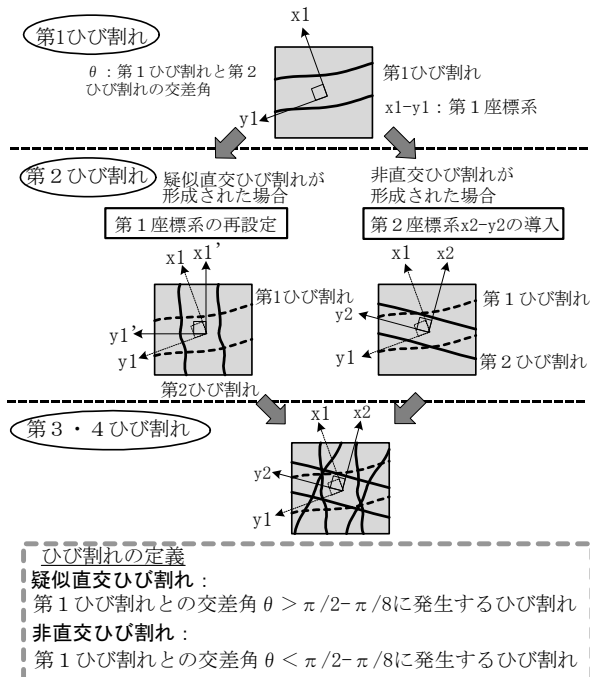 第1ひび割れ
x1
θ：第１ひび割れと第２
ひび割れの交差角
第1ひび割れ
y1
x1-y1：第１座標系
第２ひび割れ
疑似直交ひび割れが
形成された場合
非直交ひび割れが
形成された場合
第１座標系の再設定
第２座標系x2-y2の導入
x1
x1’
x1
x2
第1ひび割れ
第１ひび割れ
y2
y1’
y1
y1
第２ひび割れ
第2ひび割れ
第３・４ひび割れ
x1
x2
y2
y1
ひび割れの定義
疑似直交ひび割れ：
第１ひび割れとの交差角θ＞π/2-π/8に発生するひび割れ
非直交ひび割れ：
第１ひび割れとの交差角θ＜π/2-π/8に発生するひび割れ